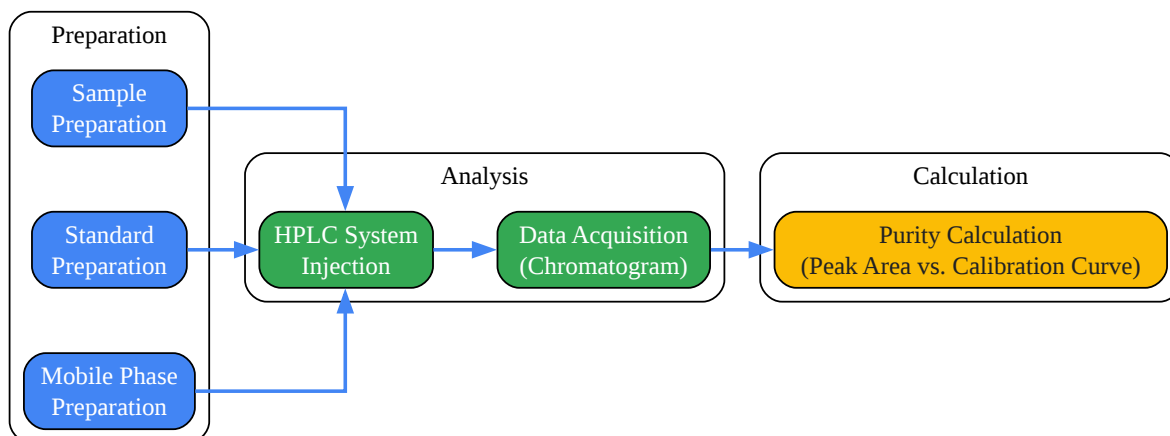 Preparation
Sample
Preparation
Standard
Preparation
Mobile Phase
Preparation
Analysis
HPLC System
Injection
Data Acquisition
(Chromatogram)
Calculation
Purity Calculation
(Peak Area vs. Calibration Curve)